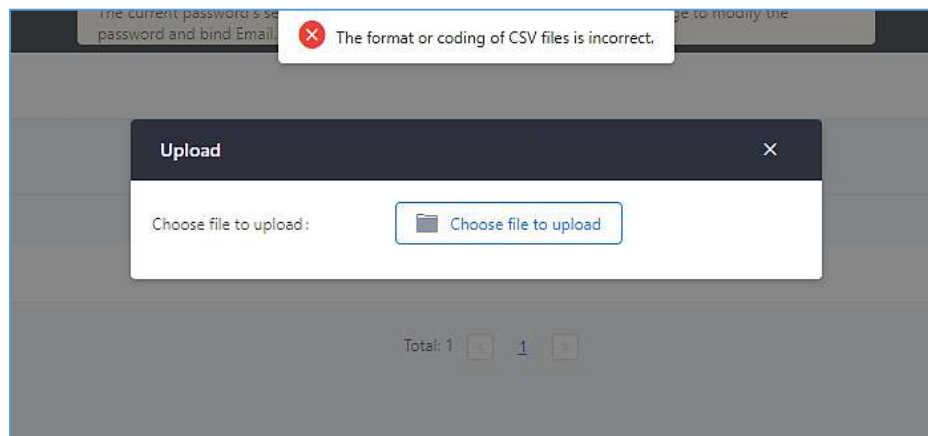 The current password's se
ge to modify the
password and bind Email.
The format or coding of CSV files is incorrect.
Upload
Choose file to upload:
Choose file to upload
Total: 1 < 1 >